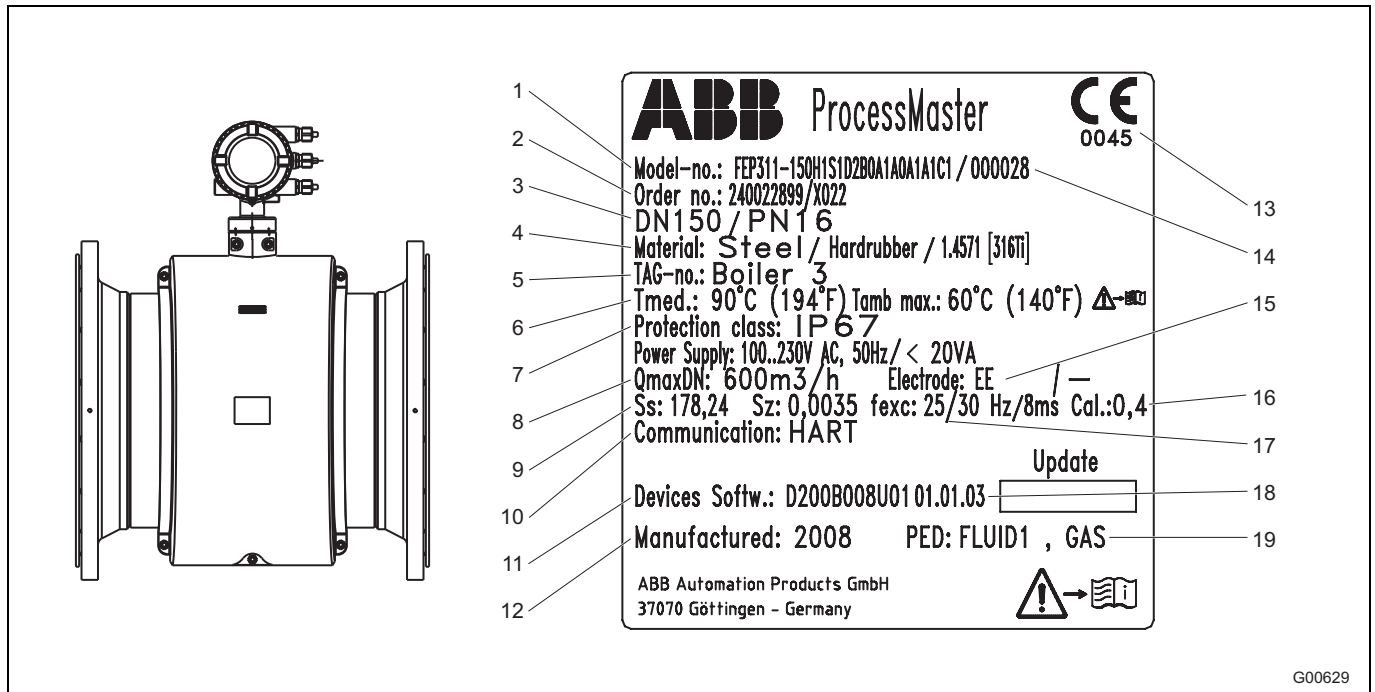 ABB ProcessMaster CE
0045
Model-no.: FEP311-150H1S1D2B0A1A0A1A1C1 / 000028
Order no.: 240022899/X022
DN150 / PN16
Material: Steel / Hardrubber / 1.4571 [316Ti]
TAG-no.: Boiler 3
Tmed.: 90°C (194°F) Tamb max.: 60°C (140°F)
Protection class: IP67
Power Supply: 100..230V AC, 50Hz/ < 20VA
QmaxDN: 600m3/h Electrode: EE / —
Ss: 178,24 Sz: 0,0035 fexc: 25/30 Hz/8ms Cal.:0,4
Communication: HART
Update
Devices Softw.: D200B008U01 01.01.03
Manufactured: 2008 PED: FLUID1 , GAS
ABB Automation Products GmbH
37070 Göttingen - Germany
i
1
2
3
4
5
6
7
8
9
10
11
12
13
14
15
16
17
18
19
G00629